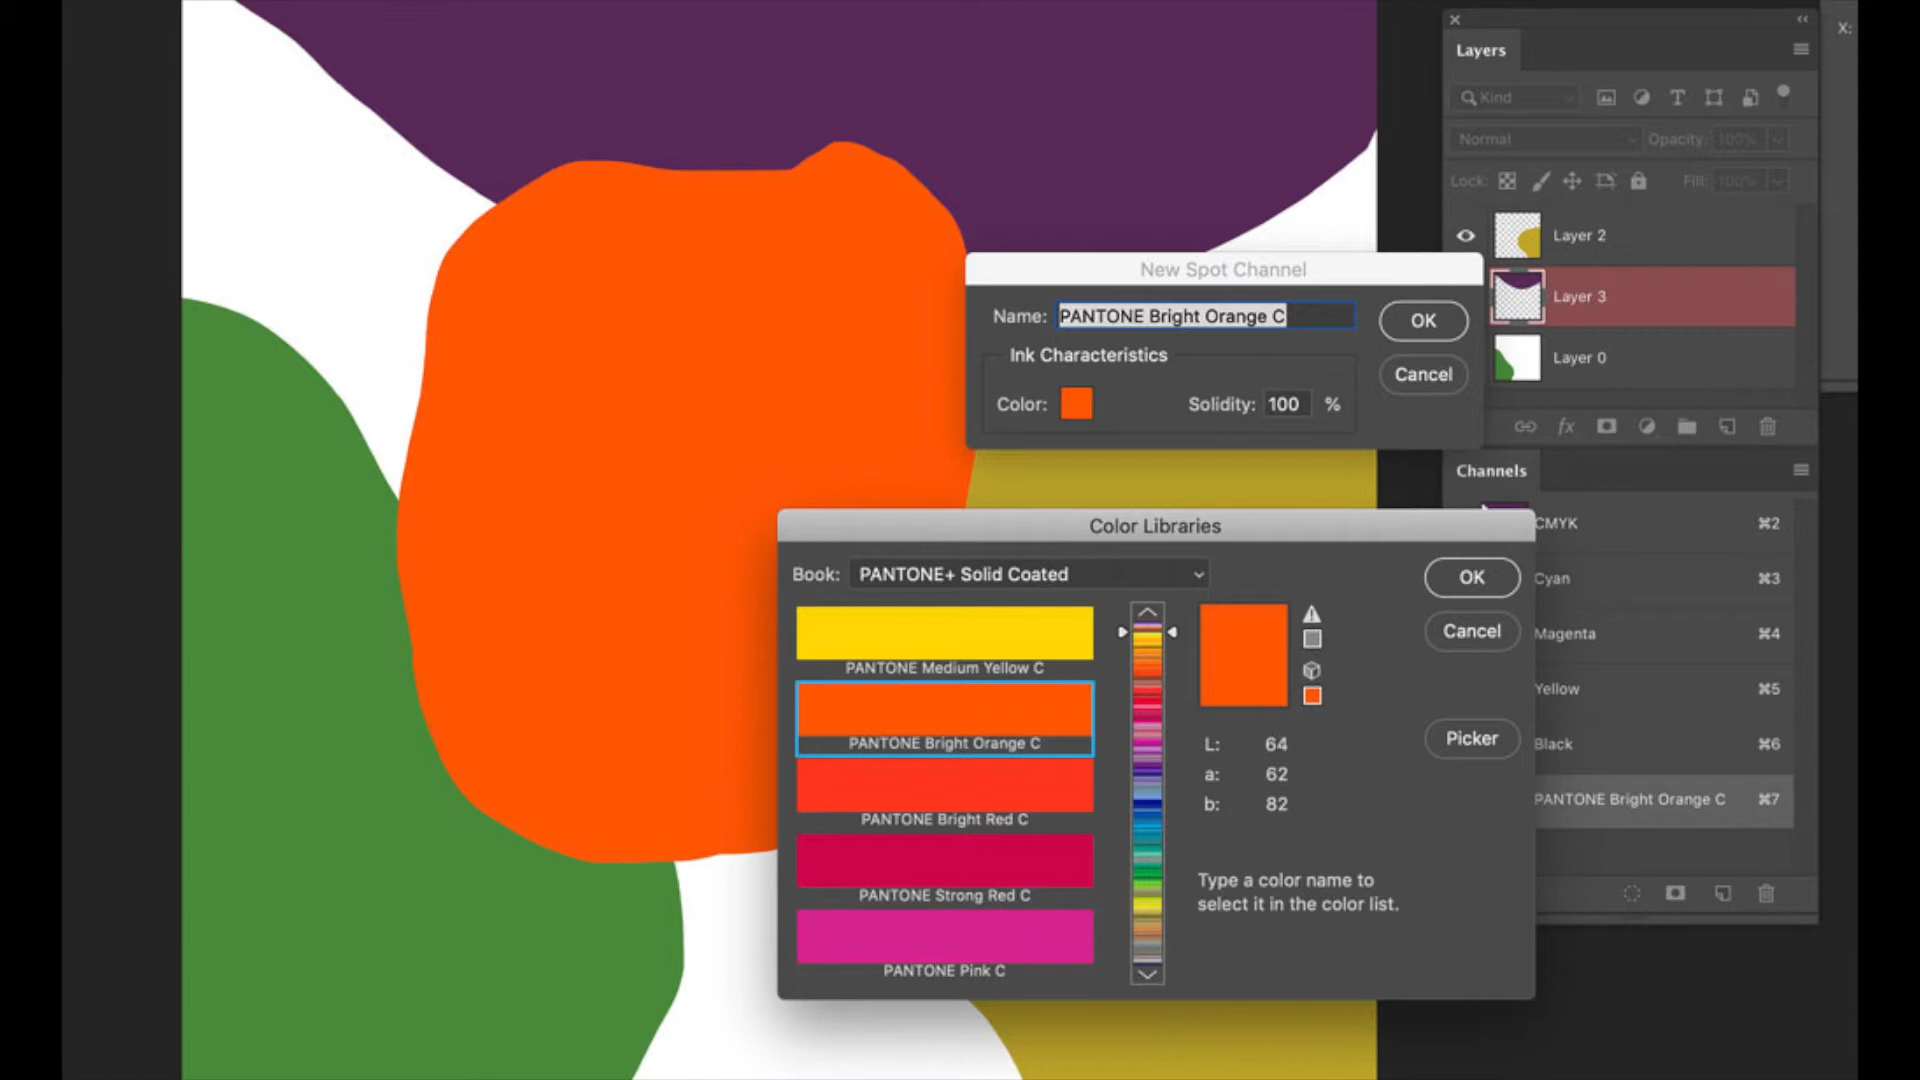 X:
Layers
Kind
Normal
Opacity: 100%
Lock:
Fill: 100%
Layer 2
Layer 3
Layer 0
fx
New Spot Channel
Name: PANTONE Bright Orange C
OK
Ink Characteristics
Cancel
Color:
Solidity: 100 %
Channels
CMYK ⌘2
Cyan ⌘3
Magenta ⌘4
Yellow ⌘5
Black ⌘6
PANTONE Bright Orange C ⌘7
Color Libraries
Book: PANTONE+ Solid Coated
OK
Cancel
Picker
PANTONE Medium Yellow C
PANTONE Bright Orange C
PANTONE Bright Red C
PANTONE Strong Red C
PANTONE Pink C
L: 64
a: 62
b: 82
Type a color name to
select it in the color list.